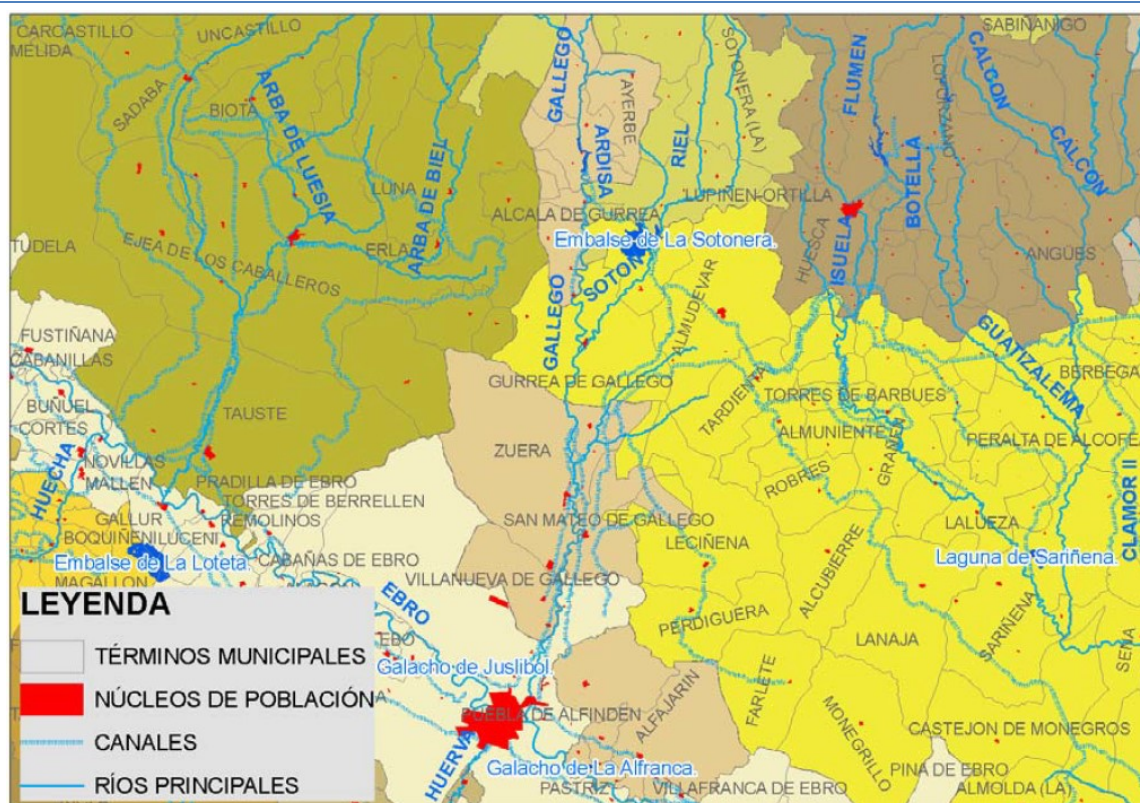 CARCASTILLO
MÉLIDA
UNCASTILLO
SADABA
BIOTA
ARBA DE LUESIA
LUNA
ARBA DE BIEL
ERLA
TUDELA
EJEA DE LOS CABALLEROS
GALLEGO
AYERBE
ARDISA
RIEL
SOTONERA (LA)
SABIÑANIGO
FLUMEN
LOPORZANO
CALCON
CALCON
BOTELLA
LUPIÑEN-ORTILLA
ALCALA DE GURREA
Embalse de La Sotonera.
SOTON
HUESCA
ISUELA
ANGÜES
ALMUDEVAR
GALLEGO
GUATIZALEMA
FUSTIÑANA
CABANILLAS
BUÑUEL
CORTES
TAUSTE
GURREA DE GALLEGO
TARDIENTA
TORRES DE BARBUES
BERBEGA
HUECHA
NOVILLAS
MALLEN
ZUERA
ALMUNIENTE
GRAÑEN
PERALTA DE ALCOFE
PRADILLA DE EBRO
TORRES DE BERRELLEN
REMOLINOS
ROBRES
CLAMOR II
GALLUR
BOQUIÑENI
LUCENI
SAN MATEO DE GALLEGO
LECIÑENA
LALUEZA
Embalse de La Loteta.
CABAÑAS DE EBRO
ALCUBIERRE
Laguna de Sariñena.
MAGALLON
VILLANUEVA DE GALLEGO
EBRO
PERDIGUERA
LANAJA
SARIÑENA
SENA
Galacho de Juslibol.
FARLETE
PUEBLA DE ALFINDEN
ALFAJARIN
MONEGRILLO
CASTEJON DE MONEGROS
HUERVA
Galacho de La Alfranca.
PINA DE EBRO
PASTRIZ
VILLAFRANCA DE EBRO
ALMOLDA (LA)
LEYENDA
TÉRMINOS MUNICIPALES
NÚCLEOS DE POBLACIÓN
CANALES
RÍOS PRINCIPALES